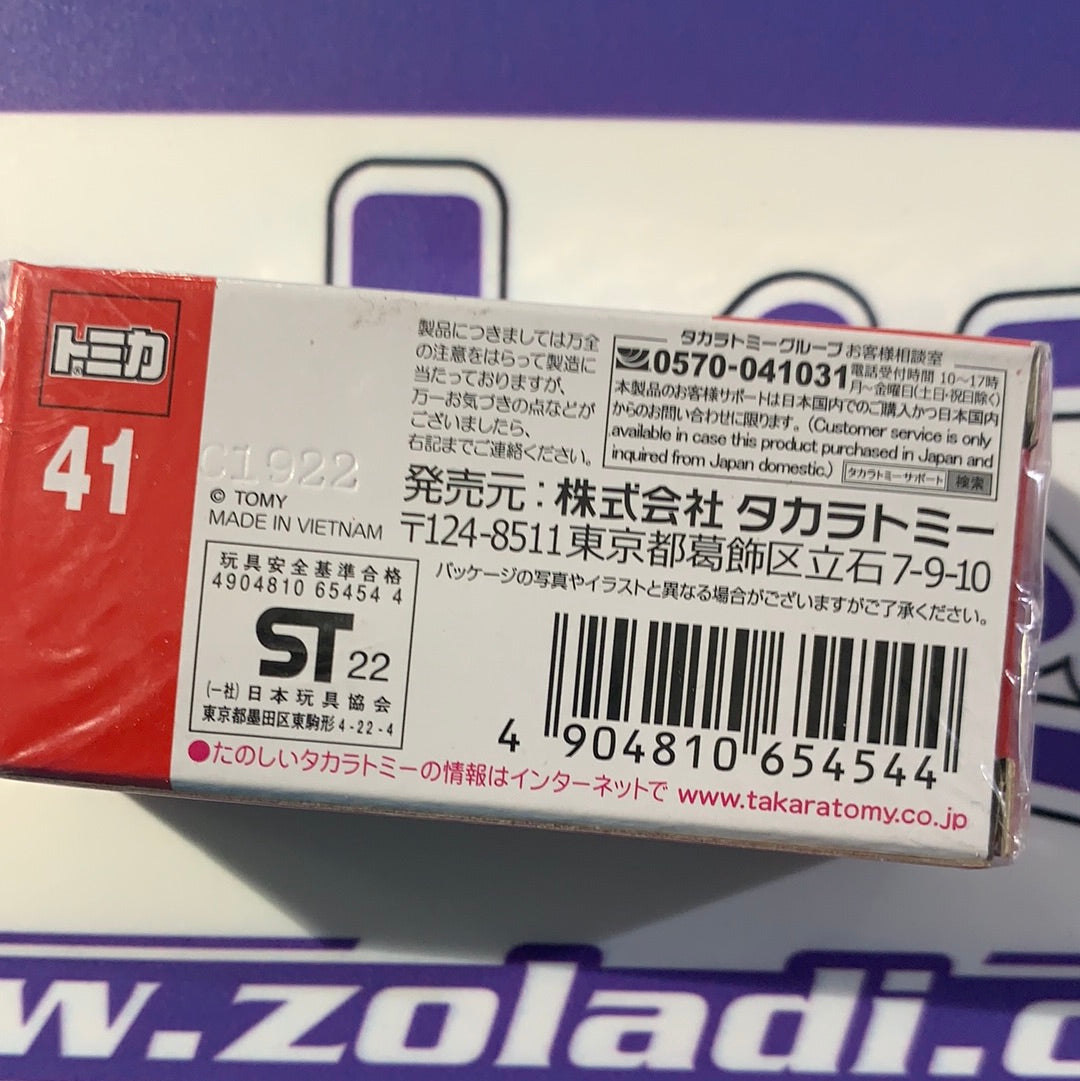 トミカ
41
C1922
© TOMY
MADE IN VIETNAM
製品につきましては万全
の注意をはらって製造に
当たっておりますが、
万一お気づきの点などが
ございましたら、
右記までご連絡ください。
タカラトミーグループお客様相談室
0570-041031 電話受付時間 10〜17時
月〜金曜日(土日・祝日除く)
本製品のお客様サポートは日本国内でのご購入かつ日本国内
からのお問い合わせに限ります。(Customer service is only
available in case this product purchased in Japan and
inquired from Japan domestic.) タカラトミーサポート 検索
発売元:株式会社 タカラトミー
〒124-8511東京都葛飾区立石7-9-10
パッケージの写真やイラストと異なる場合がございますがご了承ください。
玩具安全基準合格
4904810 65454 4
ST 22
(一社)日本玩具協会
東京都墨田区東駒形4-22-4
4 904810 654544
●たのしいタカラトミーの情報はインターネットで www.takaratomy.co.jp
w.zoladi.c